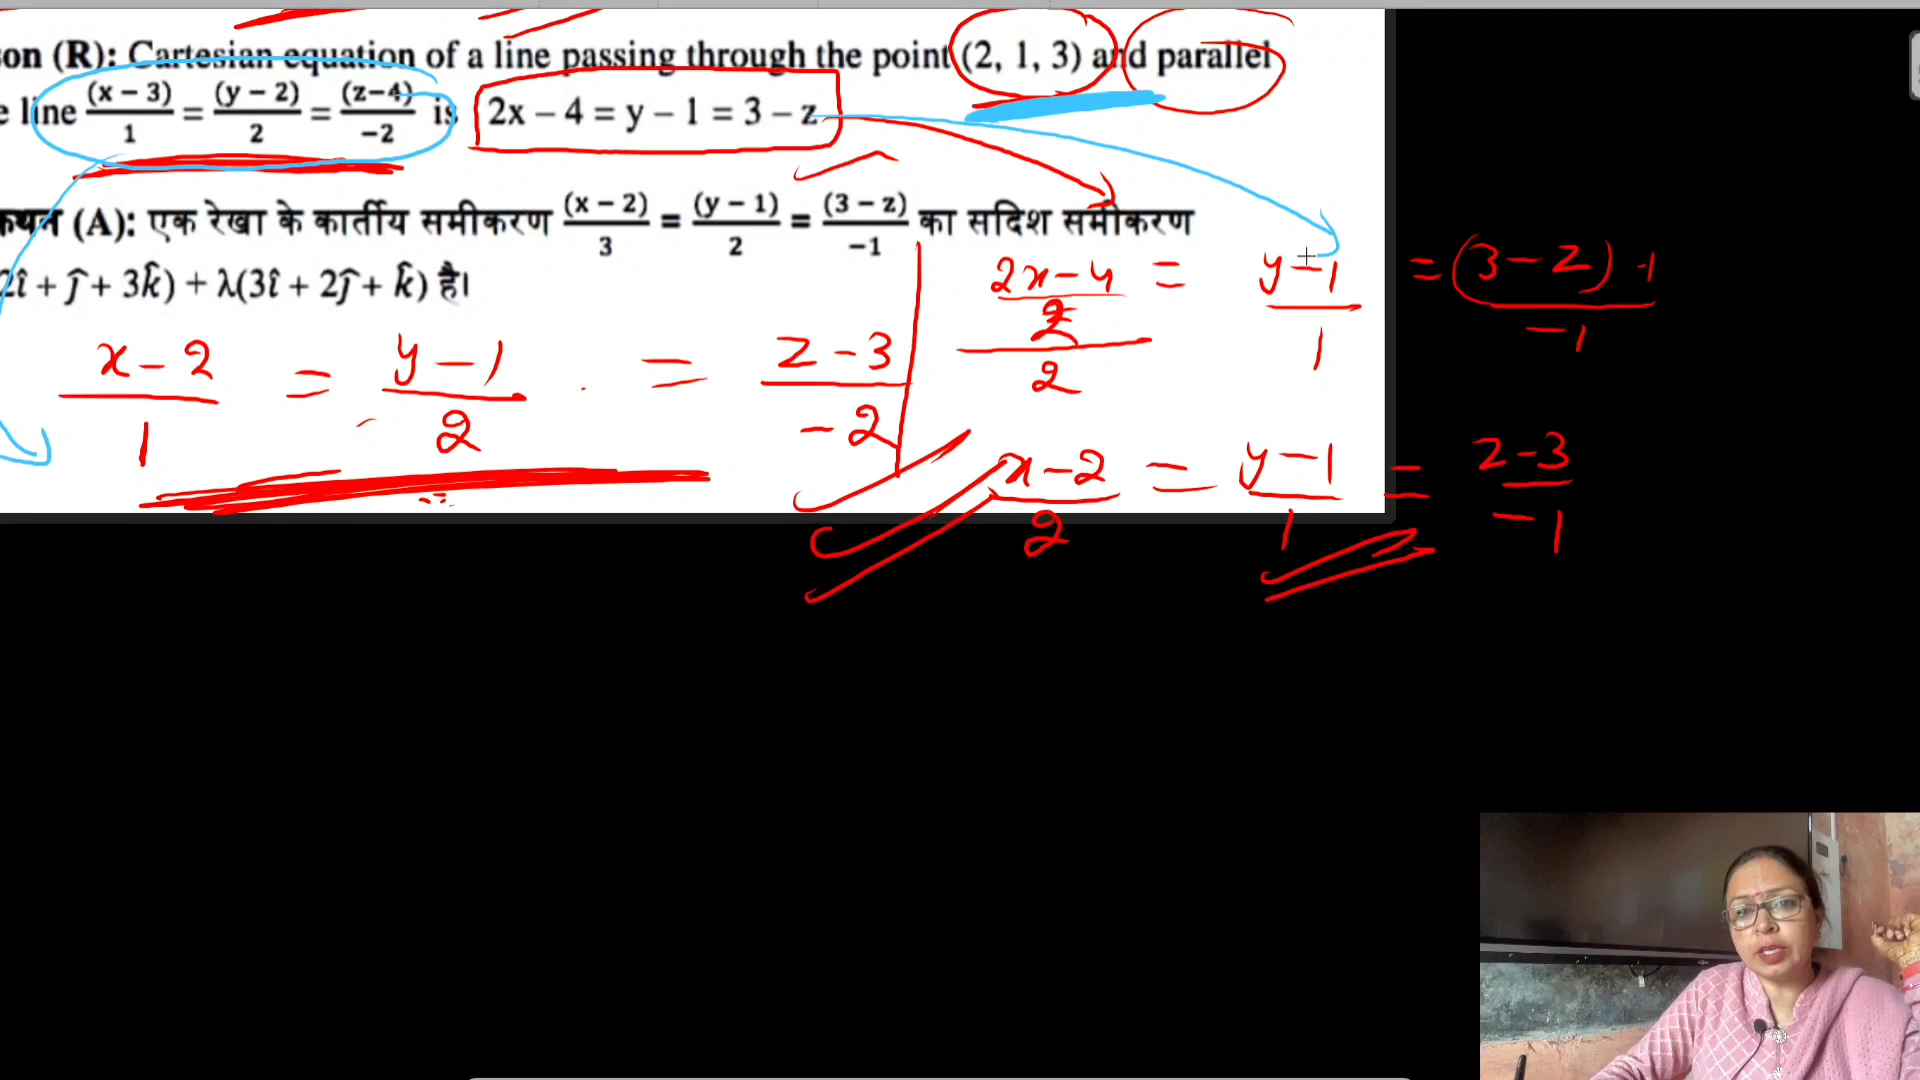 on (R): Cartesian equation of a line passing through the point (2, 1, 3) and parallel
e line (x – 3)/1 = (y – 2)/2 = (z–4)/–2 is 2x – 4 = y – 1 = 3 – z
कथन (A): एक रेखा के कार्तीय समीकरण (x – 2)/3 = (y – 1)/2 = (3 – z)/–1 का सदिश समीकरण
2î + ĵ + 3k̂) + λ(3î + 2ĵ + k̂) है।
x – 2/1 = y – 1/2 = z – 3/–2
2x – 4/2/2 = y – 1/1 = (3 – z) -1/–1
x – 2/2 = y – 1/1 = z – 3/–1